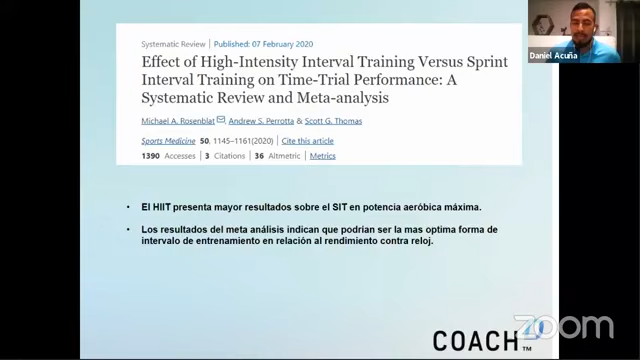 Systematic Review | Published: 07 February 2020
Effect of High-Intensity Interval Training Versus Sprint
Interval Training on Time-Trial Performance: A
Systematic Review and Meta-analysis
Michael A. Rosenblat, Andrew S. Perrotta & Scott G. Thomas
Sports Medicine 50, 1145–1161(2020) | Cite this article
1390 Accesses | 3 Citations | 36 Altmetric | Metrics
Daniel Acuña
• El HIIT presenta mayor resultados sobre el SIT en potencia aeróbica máxima.
• Los resultados del meta análisis indican que podrían ser la mas optima forma de
intervalo de entrenamiento en relación al rendimiento contra reloj.
COACH
TM
zoom